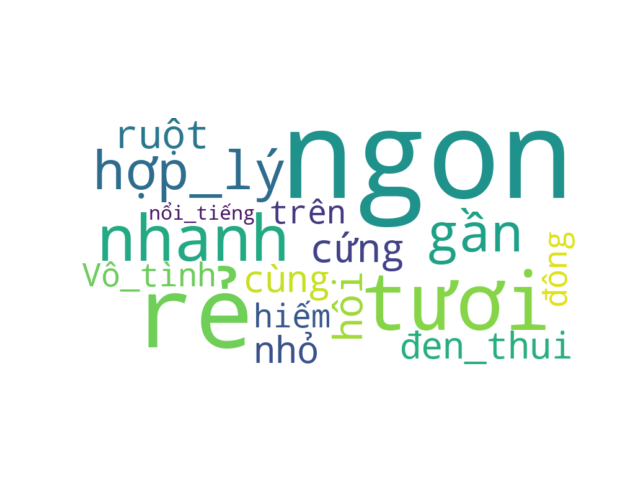 ruột
ngon
hợp_lý
nổi_tiếng
trên
nhanh
cứng
gần
Vô_tình
cùng
hôi
tươi
đông
rẻ
hiếm
nhỏ
đen_thui